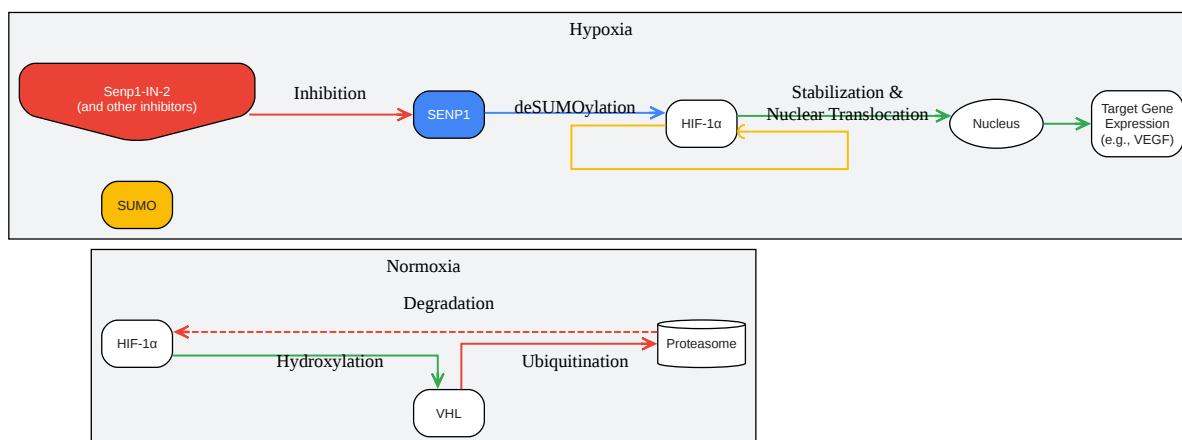 Hypoxia
Senp1-IN-2
(and other inhibitors)
Inhibition
SENP1
deSUMOylation
HIF-1α
Stabilization &
Nuclear Translocation
Nucleus
Target Gene
Expression
(e.g., VEGF)
SUMO
Normoxia
Degradation
HIF-1α
Hydroxylation
Ubiquitination
Proteasome
VHL